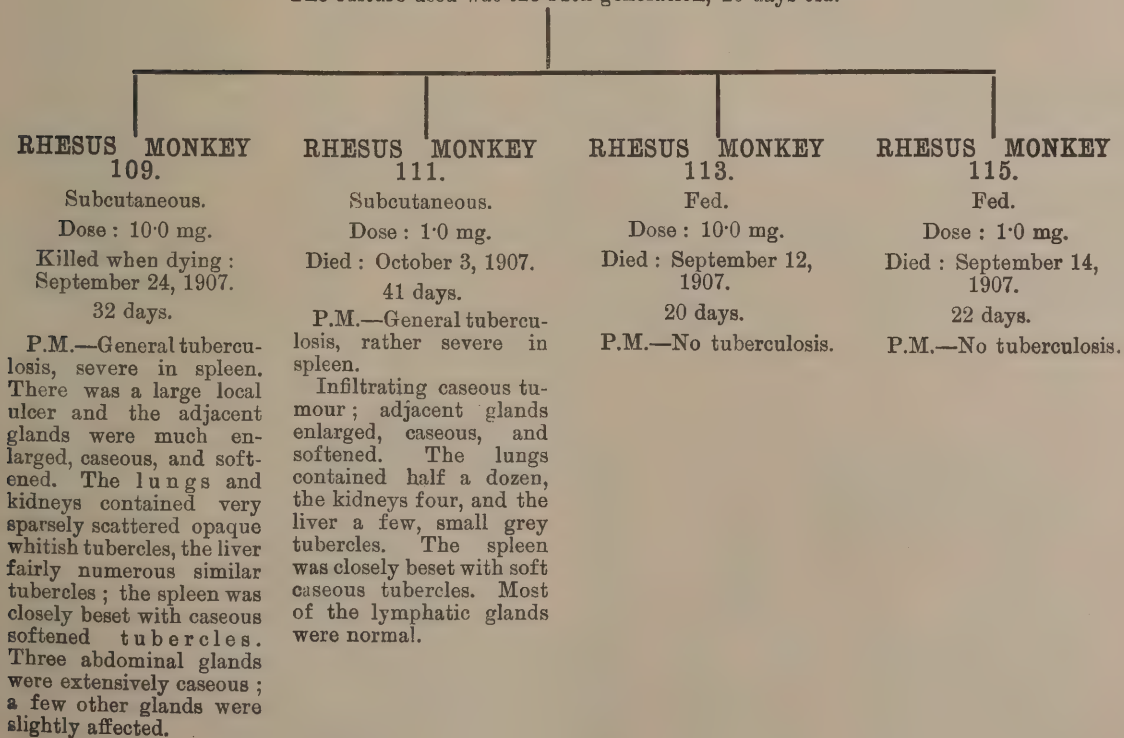 RHESUS MONKEY
109.
Subcutaneous.
Dose : 10·0 mg.
Killed when dying :
September 24, 1907.
32 days.
P.M.—General tubercu-
losis, severe in spleen.
There was a large local
ulcer and the adjacent
glands were much en-
larged, caseous, and soft-
ened. The lungs and
kidneys contained very
sparsely scattered opaque
whitish tubercles, the liver
fairly numerous similar
tubercles ; the spleen was
closely beset with caseous
softened tubercles.
Three abdominal glands
were extensively caseous ;
a few other glands were
slightly affected.
RHESUS MONKEY
111.
Subcutaneous.
Dose : 1·0 mg.
Died : October 3, 1907.
41 days.
P.M.—General tubercu-
losis, rather severe in
spleen.
Infiltrating caseous tu-
mour ; adjacent glands
enlarged, caseous, and
softened. The lungs
contained half a dozen,
the kidneys four, and the
liver a few, small grey
tubercles. The spleen
was closely beset with soft
caseous tubercles. Most
of the lymphatic glands
were normal.
RHESUS MONKEY
113.
Fed.
Dose : 10·0 mg.
Died : September 12,
1907.
20 days.
P.M.—No tuberculosis.
RHESUS MONKEY
115.
Fed.
Dose : 1·0 mg.
Died : September 14,
1907.
22 days.
P.M.—No tuberculosis.